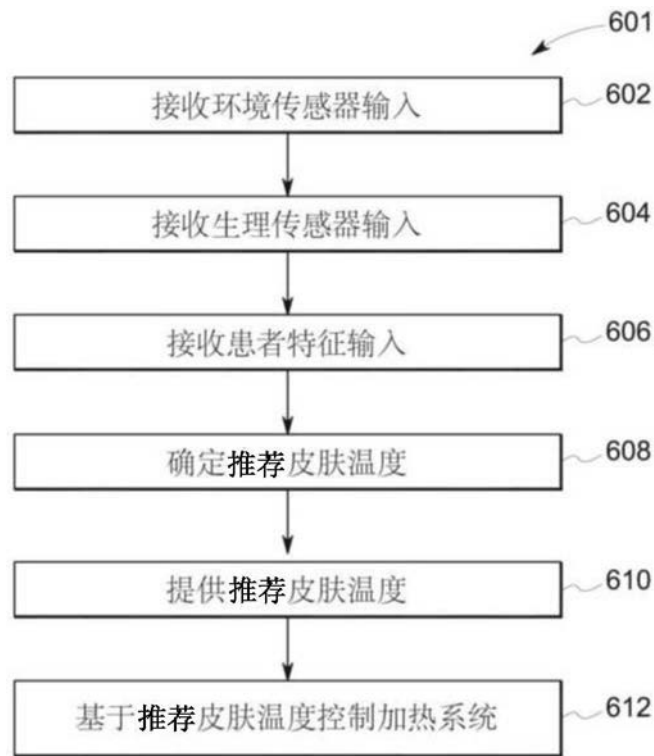 601
接收环境传感器输入
602
接收生理传感器输入
604
接收患者特征输入
606
确定推荐皮肤温度
608
提供推荐皮肤温度
610
基于推荐皮肤温度控制加热系统
612